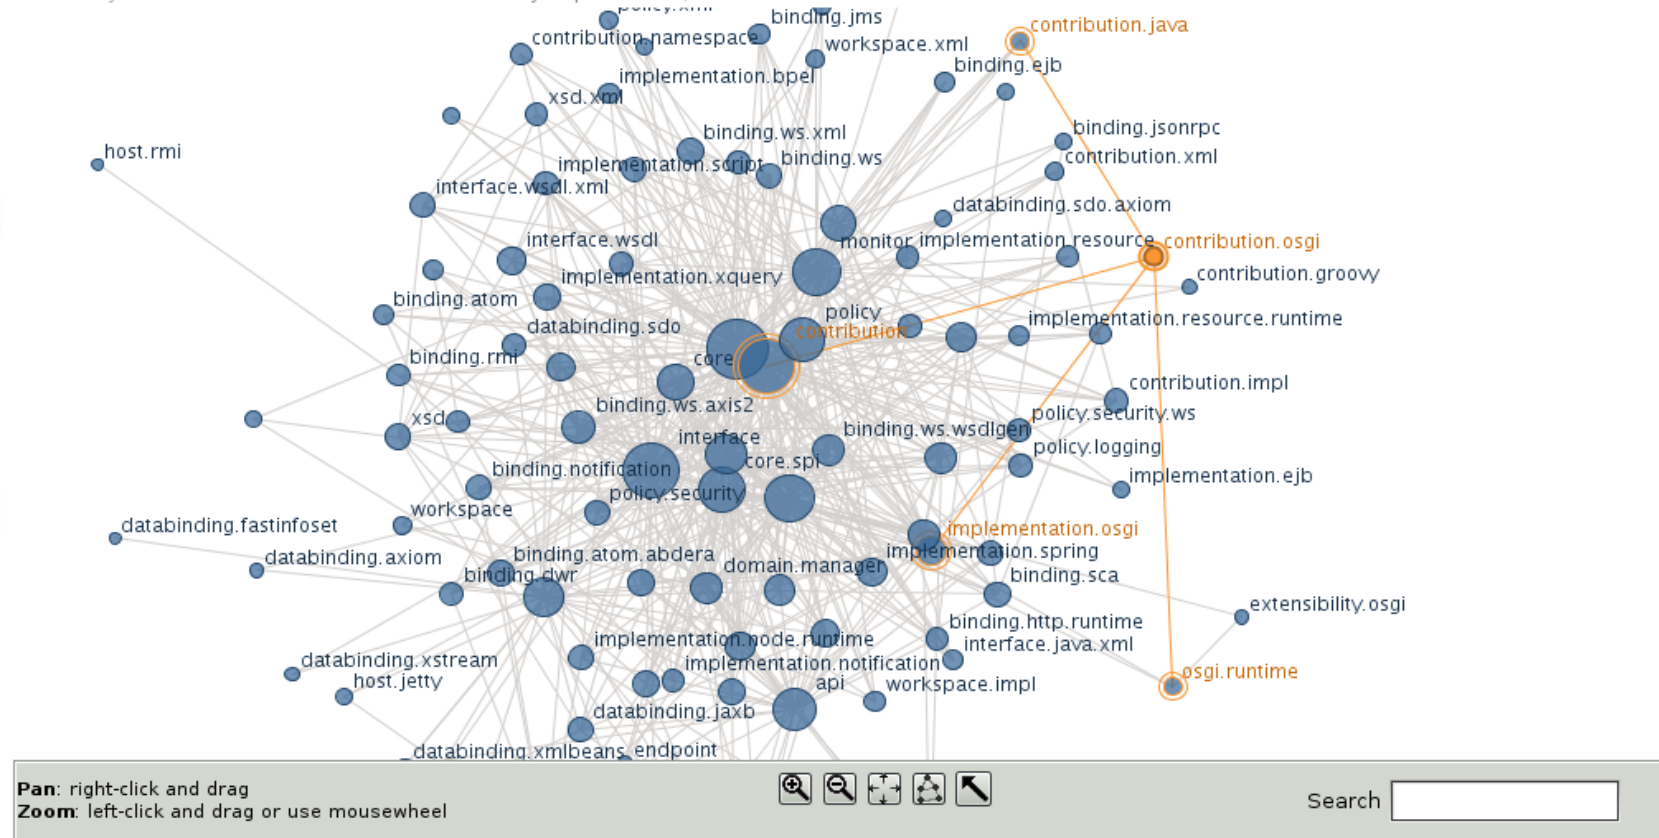 policy.xml
binding.jms
contribution.java
contribution.namespace
workspace.xml
binding.ejb
implementation.bpel
xsd.xml
binding.ws.xml
binding.jsonrpc
host.rmi
implementation.script
binding.ws
contribution.xml
interface.wsdl.xml
databinding.sdo.axiom
interface.wsdl
monitor
implementation.resource
contribution.osgi
implementation.xquery
contribution.groovy
binding.atom
policy
databinding.sdo
contribution
implementation.resource.runtime
binding.rmi
core
contribution.impl
xsd
binding.ws.axis2
policy.security.ws
interface
binding.ws.wsdlgen
policy.logging
binding.notification
core.spi
implementation.ejb
policy.security
workspace
databinding.fastinfoset
implementation.osgi
databinding.axiom
binding.atom.abdera
domain.manager
implementation.spring
binding.dwr
binding.sca
extensibility.osgi
implementation.node.runtime
binding.http.runtime
interface.java.xml
databinding.xstream
implementation.notification
osgi.runtime
host.jetty
api
workspace.impl
databinding.jaxb
databinding.xmlbeans
endpoint
Pan: right-click and drag
Zoom: left-click and drag or use mousewheel
Search